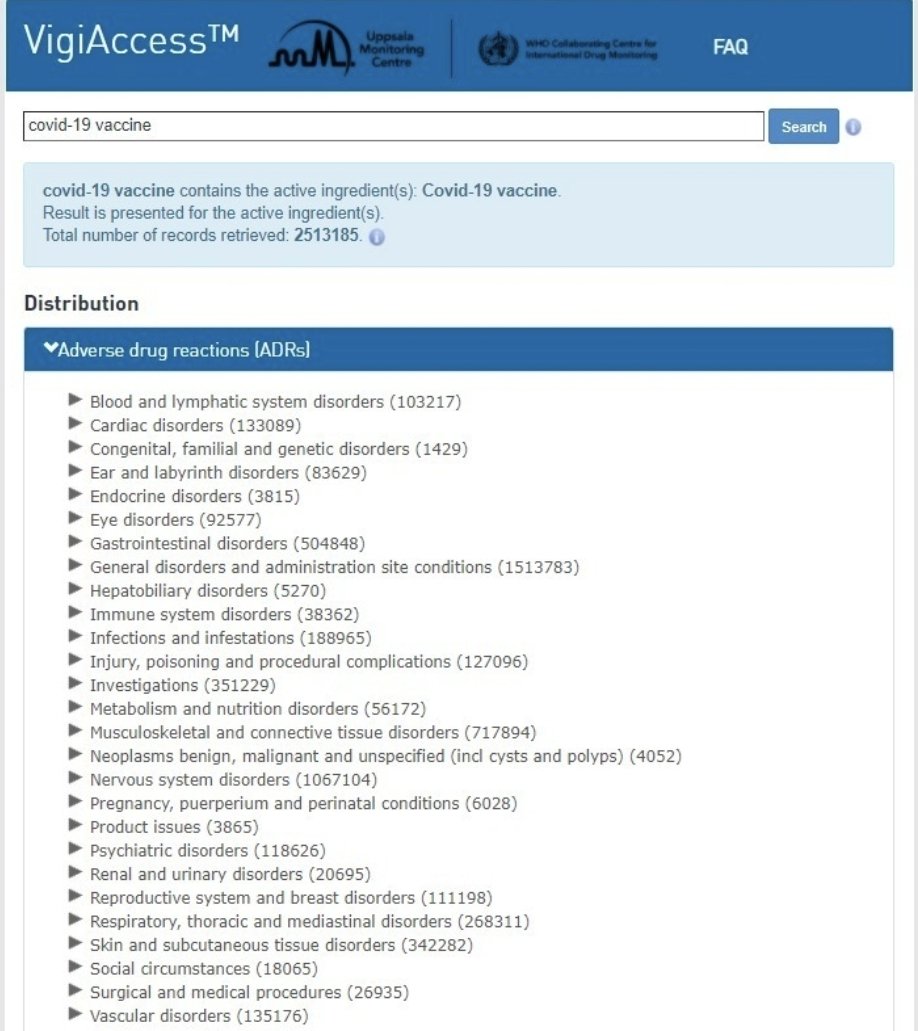 VigiAccess™
Uppsala
Monitoring
Centre
WHO Collaborating Centre for
International Drug Monitoring
FAQ
covid-19 vaccine
Search
covid-19 vaccine contains the active ingredient(s): Covid-19 vaccine.
Result is presented for the active ingredient(s).
Total number of records retrieved: 2513185.
Distribution
Adverse drug reactions (ADRs)
Blood and lymphatic system disorders (103217)
Cardiac disorders (133089)
Congenital, familial and genetic disorders (1429)
Ear and labyrinth disorders (83629)
Endocrine disorders (3815)
Eye disorders (92577)
Gastrointestinal disorders (504848)
General disorders and administration site conditions (1513783)
Hepatobiliary disorders (5270)
Immune system disorders (38362)
Infections and infestations (188965)
Injury, poisoning and procedural complications (127096)
Investigations (351229)
Metabolism and nutrition disorders (56172)
Musculoskeletal and connective tissue disorders (717894)
Neoplasms benign, malignant and unspecified (incl cysts and polyps) (4052)
Nervous system disorders (1067104)
Pregnancy, puerperium and perinatal conditions (6028)
Product issues (3865)
Psychiatric disorders (118626)
Renal and urinary disorders (20695)
Reproductive system and breast disorders (111198)
Respiratory, thoracic and mediastinal disorders (268311)
Skin and subcutaneous tissue disorders (342282)
Social circumstances (18065)
Surgical and medical procedures (26935)
Vascular disorders (135176)